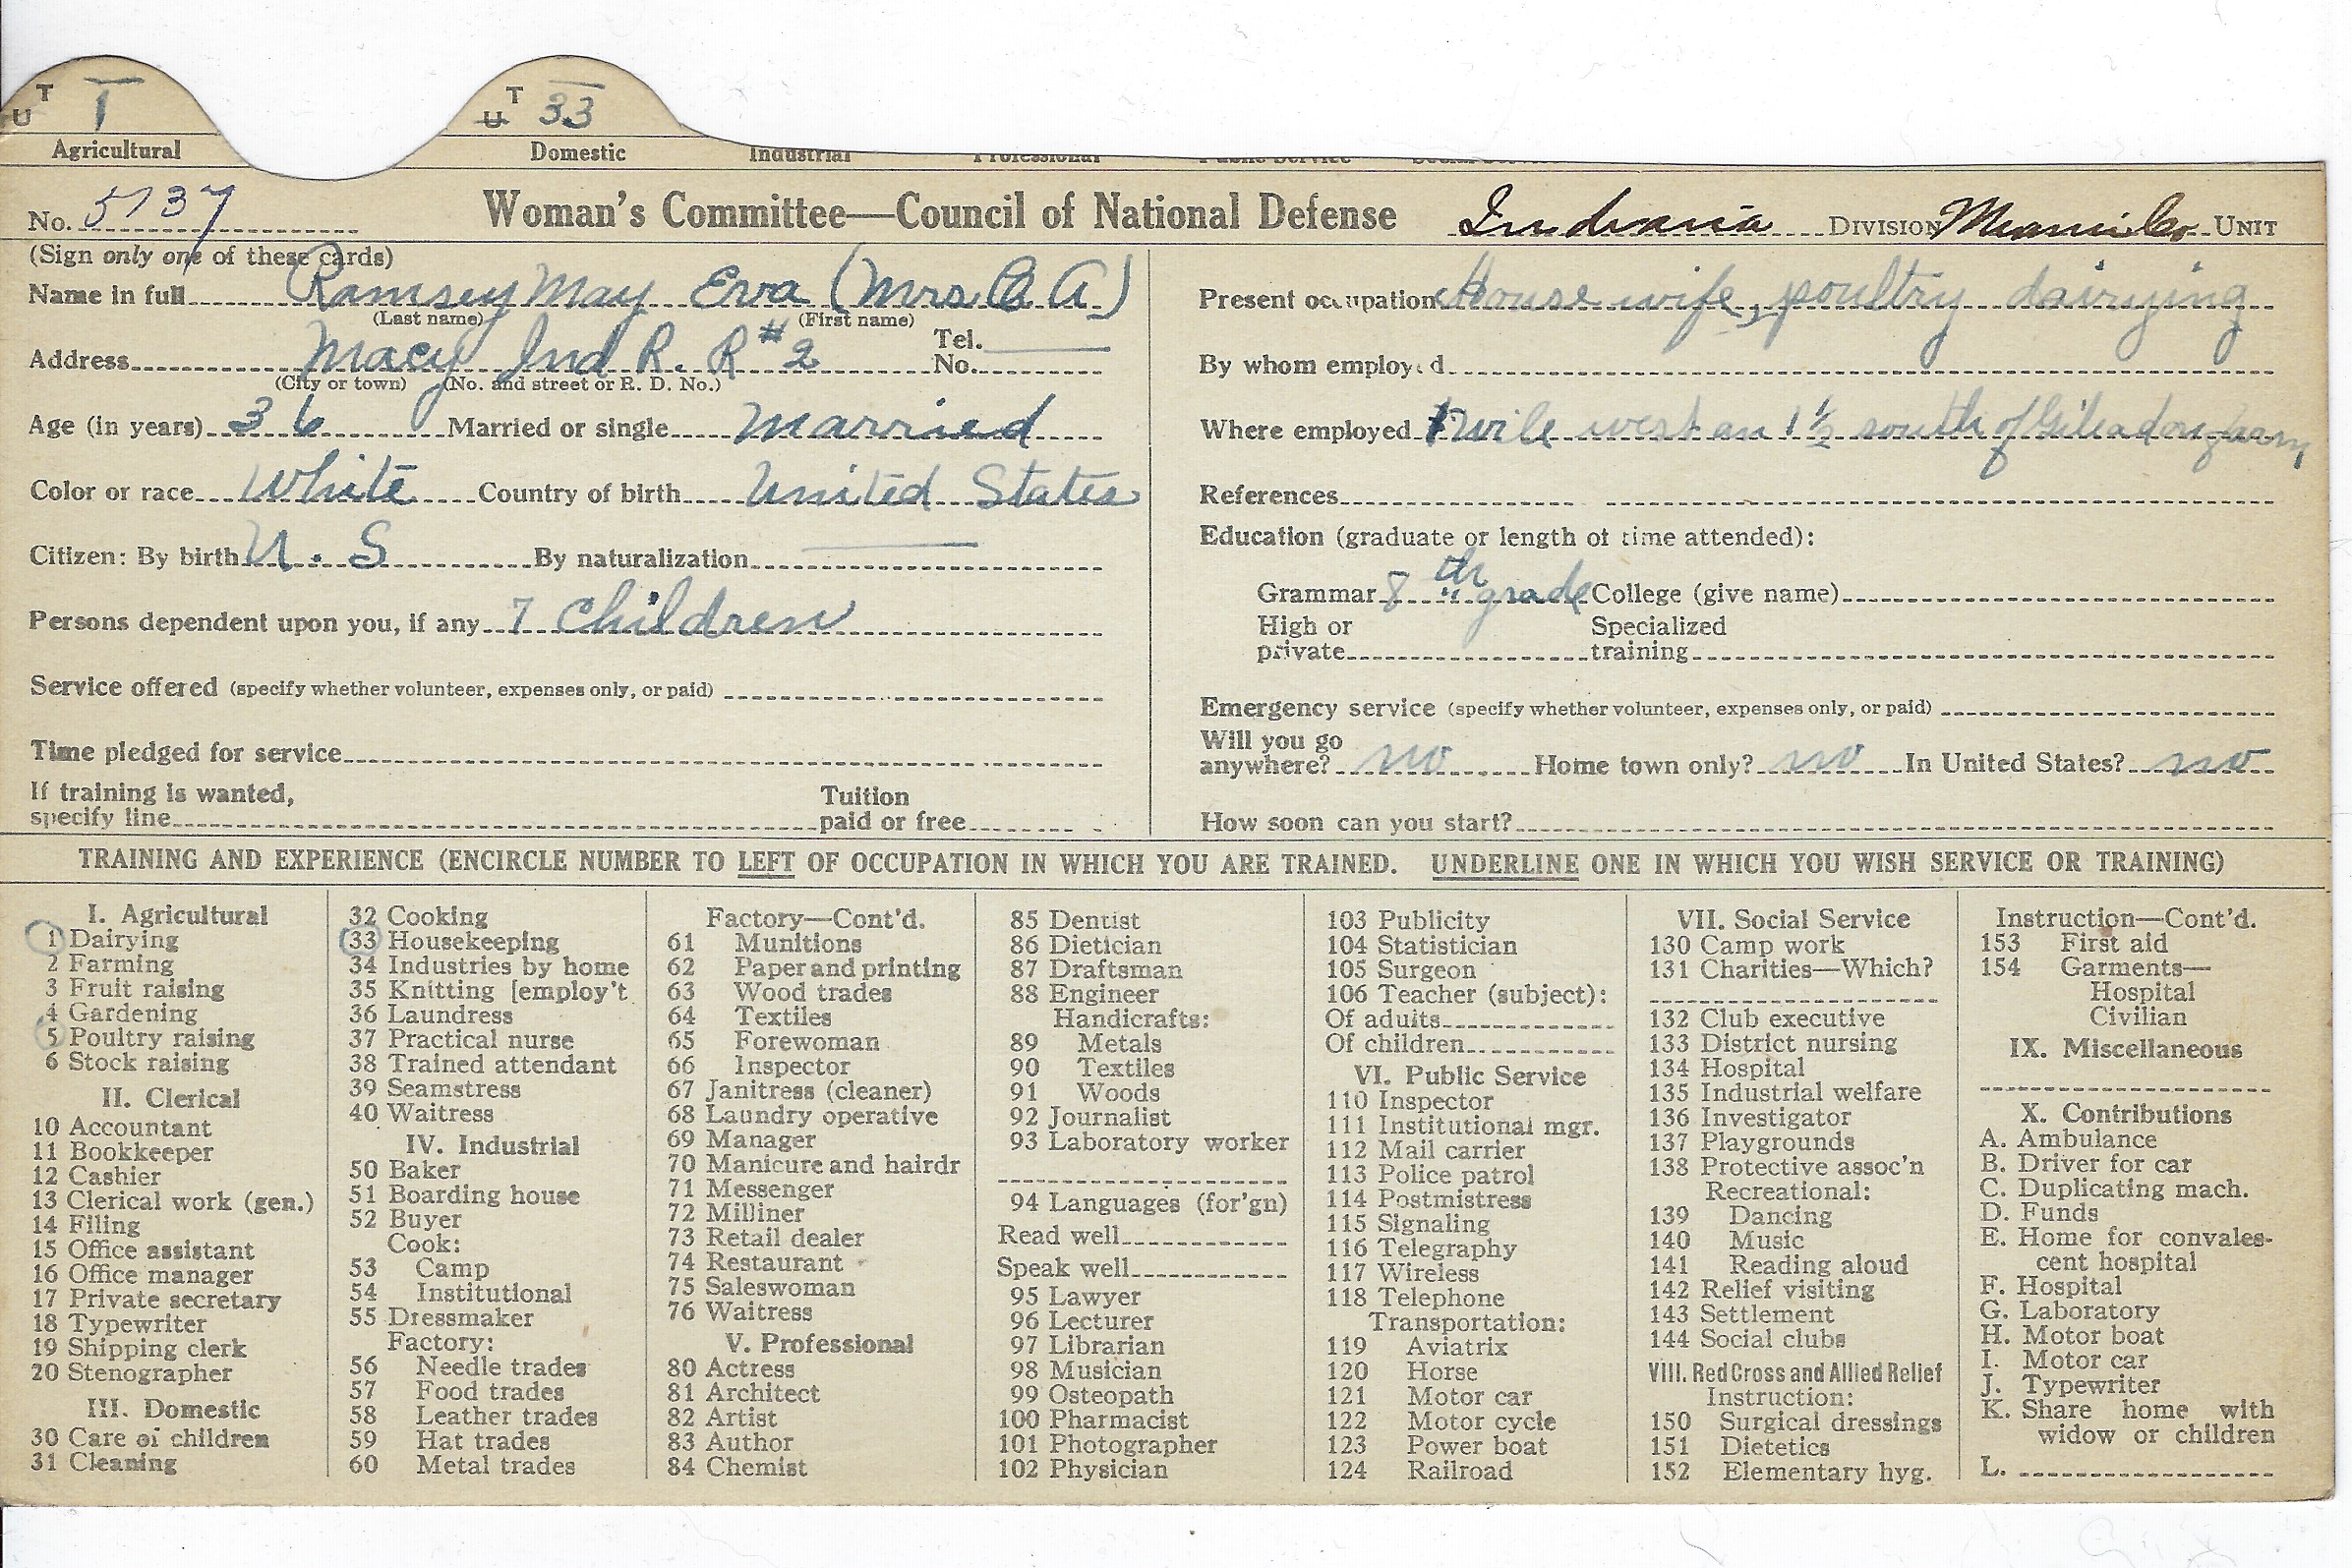 T T
U 1 U 33
Agricultural Domestic Industrial Professional Public Service
No. 5137 Woman's Committee—Council of National Defense Indiana DIVISION Miami Co. UNIT
(Sign only one of these cards)
Name in full Ramsey May Erva (Mrs C A)
(Last name) (First name)
Address Macy Ind R. R #2 Tel. No.
(City or town) (No. and street or R. D. No.)
Age (in years) 36 Married or single married
Color or race White Country of birth United States
Citizen: By birth U. S By naturalization
Persons dependent upon you, if any 7 Children
Service offered (specify whether volunteer, expenses only, or paid)
Time pledged for service
If training is wanted,
specify line Tuition paid or free
Present occupation House wife, poultry dairying
By whom employed
Where employed 1 mile west an 1 1/2 south of Gilead on farm
References
Education (graduate or length of time attended):
Grammar 8th grade College (give name)
High or private Specialized training
Emergency service (specify whether volunteer, expenses only, or paid)
Will you go anywhere? no Home town only? no In United States? no
How soon can you start?
TRAINING AND EXPERIENCE (ENCIRCLE NUMBER TO LEFT OF OCCUPATION IN WHICH YOU ARE TRAINED. UNDERLINE ONE IN WHICH YOU WISH SERVICE OR TRAINING)
I. Agricultural
1 Dairying
2 Farming
3 Fruit raising
4 Gardening
5 Poultry raising
6 Stock raising
II. Clerical
10 Accountant
11 Bookkeeper
12 Cashier
13 Clerical work (gen.)
14 Filing
15 Office assistant
16 Office manager
17 Private secretary
18 Typewriter
19 Shipping clerk
20 Stenographer
III. Domestic
30 Care of children
31 Cleaning
32 Cooking
33 Housekeeping
34 Industries by home
35 Knitting [employ't
36 Laundress
37 Practical nurse
38 Trained attendant
39 Seamstress
40 Waitress
IV. Industrial
50 Baker
51 Boarding house
52 Buyer
Cook:
53 Camp
54 Institutional
55 Dressmaker
Factory:
56 Needle trades
57 Food trades
58 Leather trades
59 Hat trades
60 Metal trades
Factory—Cont'd.
61 Munitions
62 Paper and printing
63 Wood trades
64 Textiles
65 Forewoman
66 Inspector
67 Janitress (cleaner)
68 Laundry operative
69 Manager
70 Manicure and hairdr
71 Messenger
72 Milliner
73 Retail dealer
74 Restaurant
75 Saleswoman
76 Waitress
V. Professional
80 Actress
81 Architect
82 Artist
83 Author
84 Chemist
85 Dentist
86 Dietician
87 Draftsman
88 Engineer
Handicrafts:
89 Metals
90 Textiles
91 Woods
92 Journalist
93 Laboratory worker
94 Languages (for'gn)
Read well
Speak well
95 Lawyer
96 Lecturer
97 Librarian
98 Musician
99 Osteopath
100 Pharmacist
101 Photographer
102 Physician
103 Publicity
104 Statistician
105 Surgeon
106 Teacher (subject):
Of adults
Of children
VI. Public Service
110 Inspector
111 Institutional mgr.
112 Mail carrier
113 Police patrol
114 Postmistress
115 Signaling
116 Telegraphy
117 Wireless
118 Telephone
Transportation:
119 Aviatrix
120 Horse
121 Motor car
122 Motor cycle
123 Power boat
124 Railroad
VII. Social Service
130 Camp work
131 Charities—Which?
132 Club executive
133 District nursing
134 Hospital
135 Industrial welfare
136 Investigator
137 Playgrounds
138 Protective assoc'n
Recreational:
139 Dancing
140 Music
141 Reading aloud
142 Relief visiting
143 Settlement
144 Social clubs
VIII. Red Cross and Allied Relief
Instruction:
150 Surgical dressings
151 Dietetics
152 Elementary hyg.
Instruction—Cont'd.
153 First aid
154 Garments—
Hospital
Civilian
IX. Miscellaneous
X. Contributions
A. Ambulance
B. Driver for car
C. Duplicating mach.
D. Funds
E. Home for convales-
cent hospital
F. Hospital
G. Laboratory
H. Motor boat
I. Motor car
J. Typewriter
K. Share home with
widow or children
L.